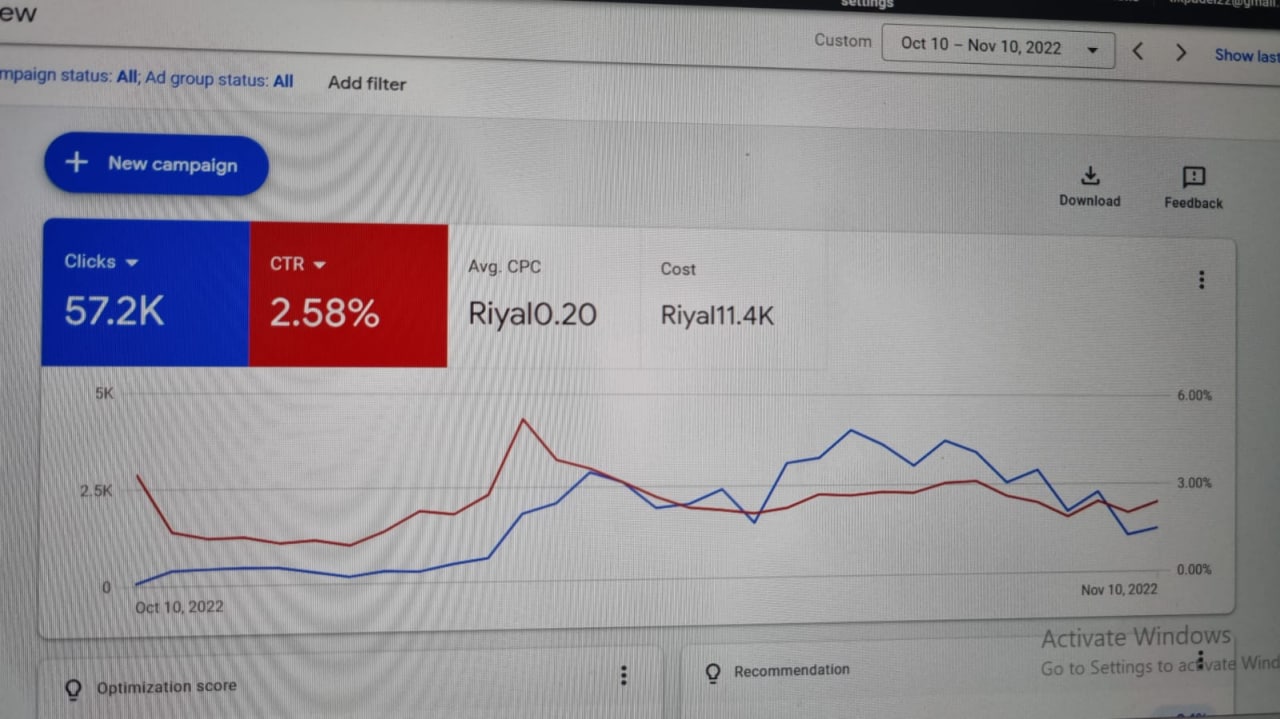 ew
settings
Custom
Oct 10 – Nov 10, 2022
Show last
mpaign status: All; Ad group status: All
Add filter
+ New campaign
Download
Feedback
Clicks
57.2K
CTR
2.58%
Avg. CPC
Riyal0.20
Cost
Riyal11.4K
5K
6.00%
2.5K
3.00%
0
0.00%
Oct 10, 2022
Nov 10, 2022
Activate Windows
Go to Settings to activate Wind
Optimization score
Recommendation